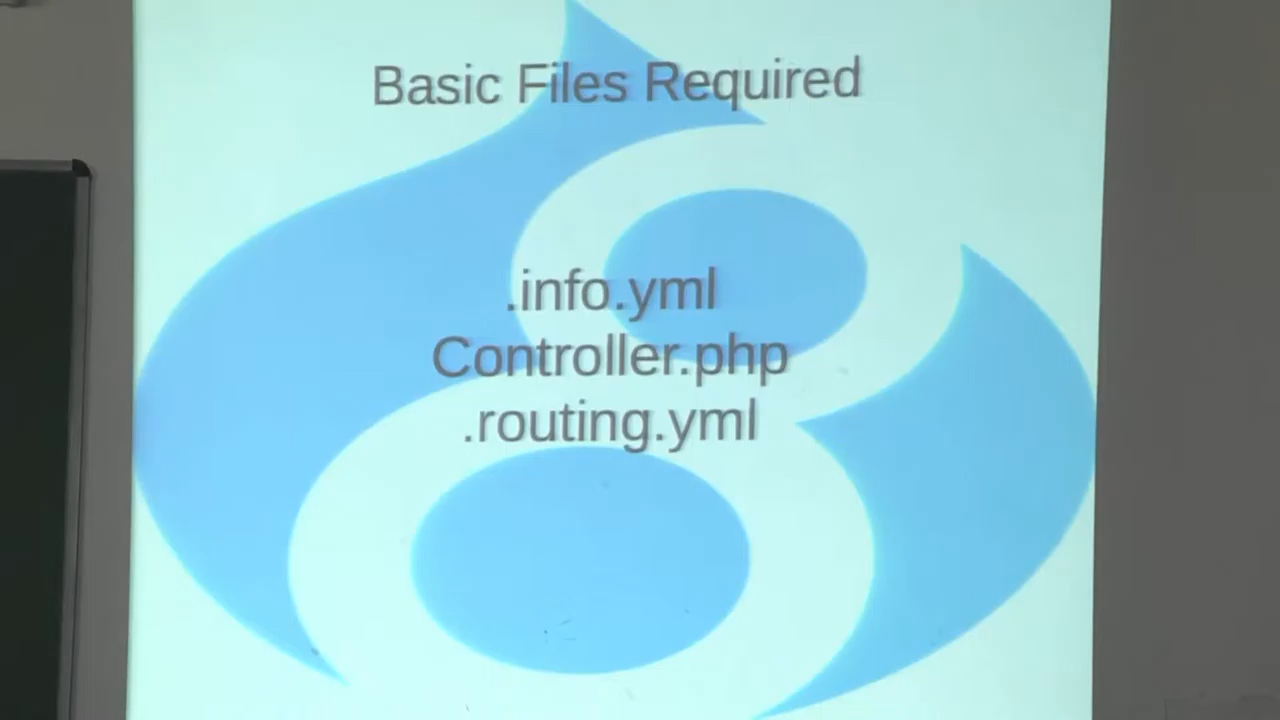 Basic Files Required
.info.yml
Controller.php
.routing.yml